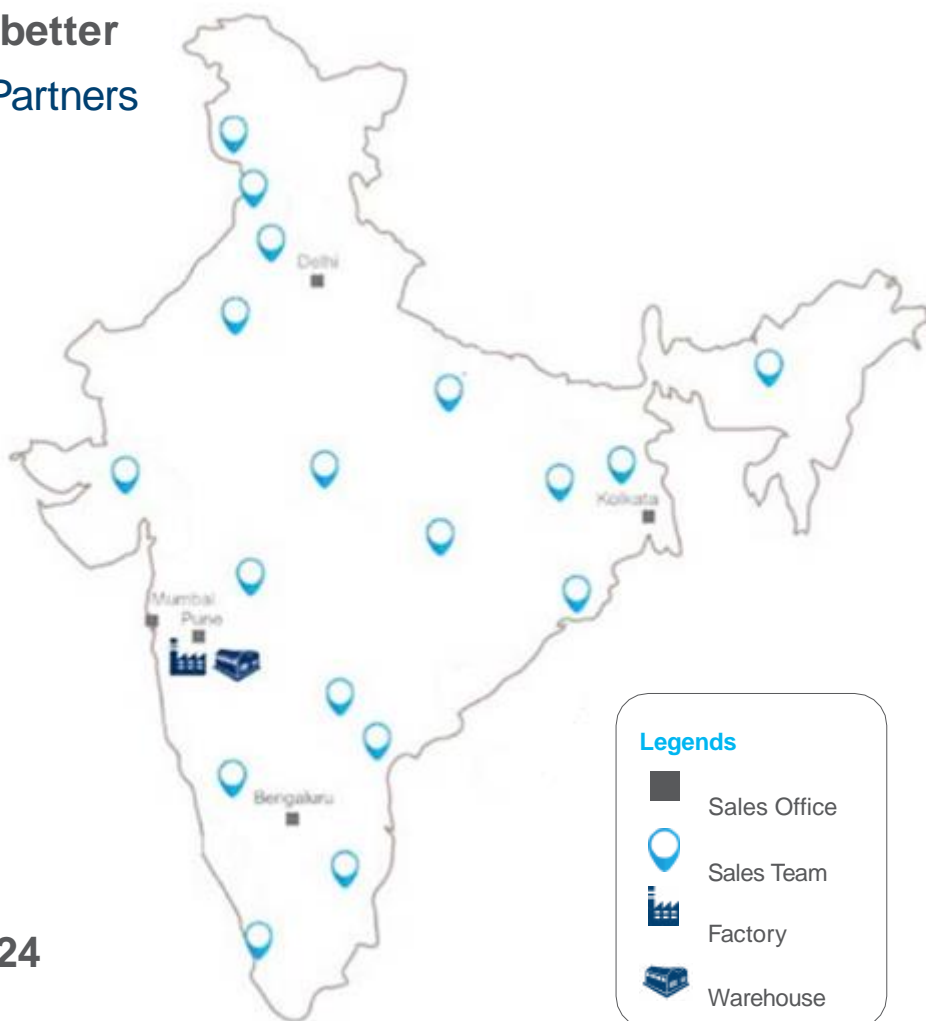 better
Partners
Delhi
Kolkata
Mumbai
Pune
Bengaluru
Legends
Sales Office
Sales Team
Factory
Warehouse
24